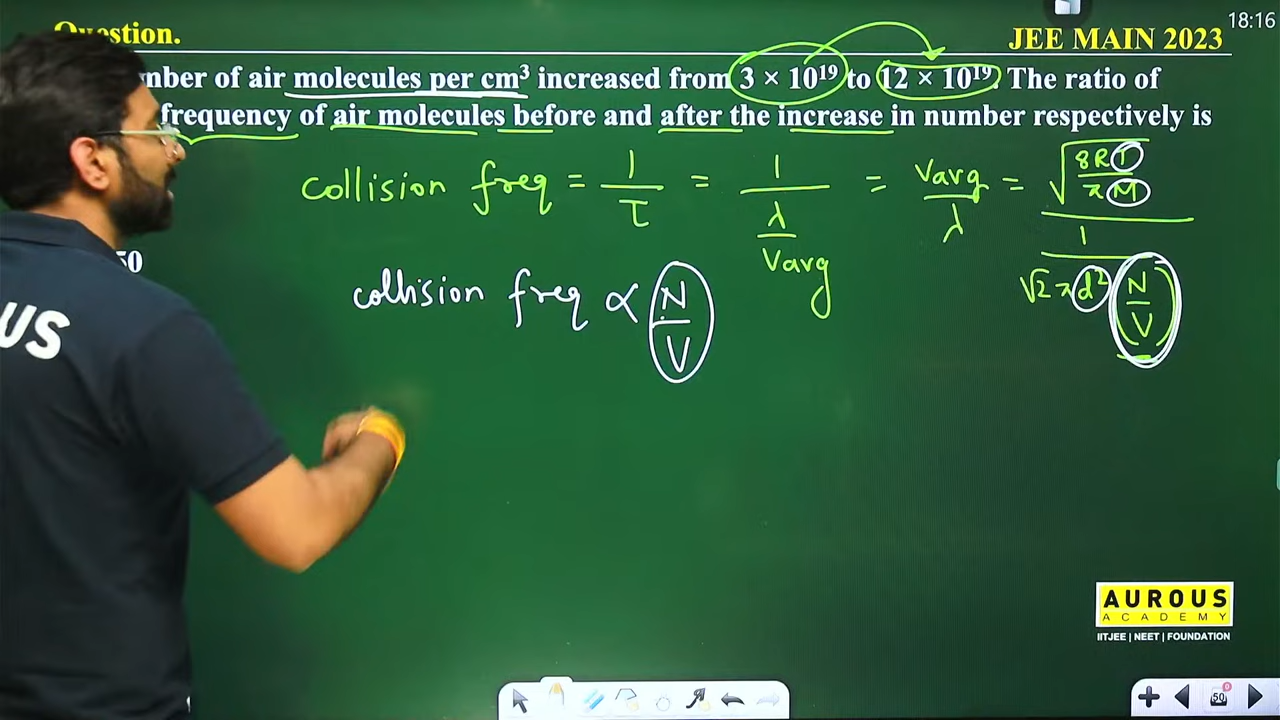 Question.
JEE MAIN 2023
18:16
mber of air molecules per cm³ increased from 3 × 10¹⁹ to 12 × 10¹⁹. The ratio of
frequency of air molecules before and after the increase in number respectively is
collision freq = 1/τ = 1/(λ/Vavg) = Vavg/λ = √(8RT/πM)/(1/(√2πd²(N/V)))
50
collision freq ∝ N/V
US
AUROUS
ACADEMY
IITJEE | NEET | FOUNDATION
50